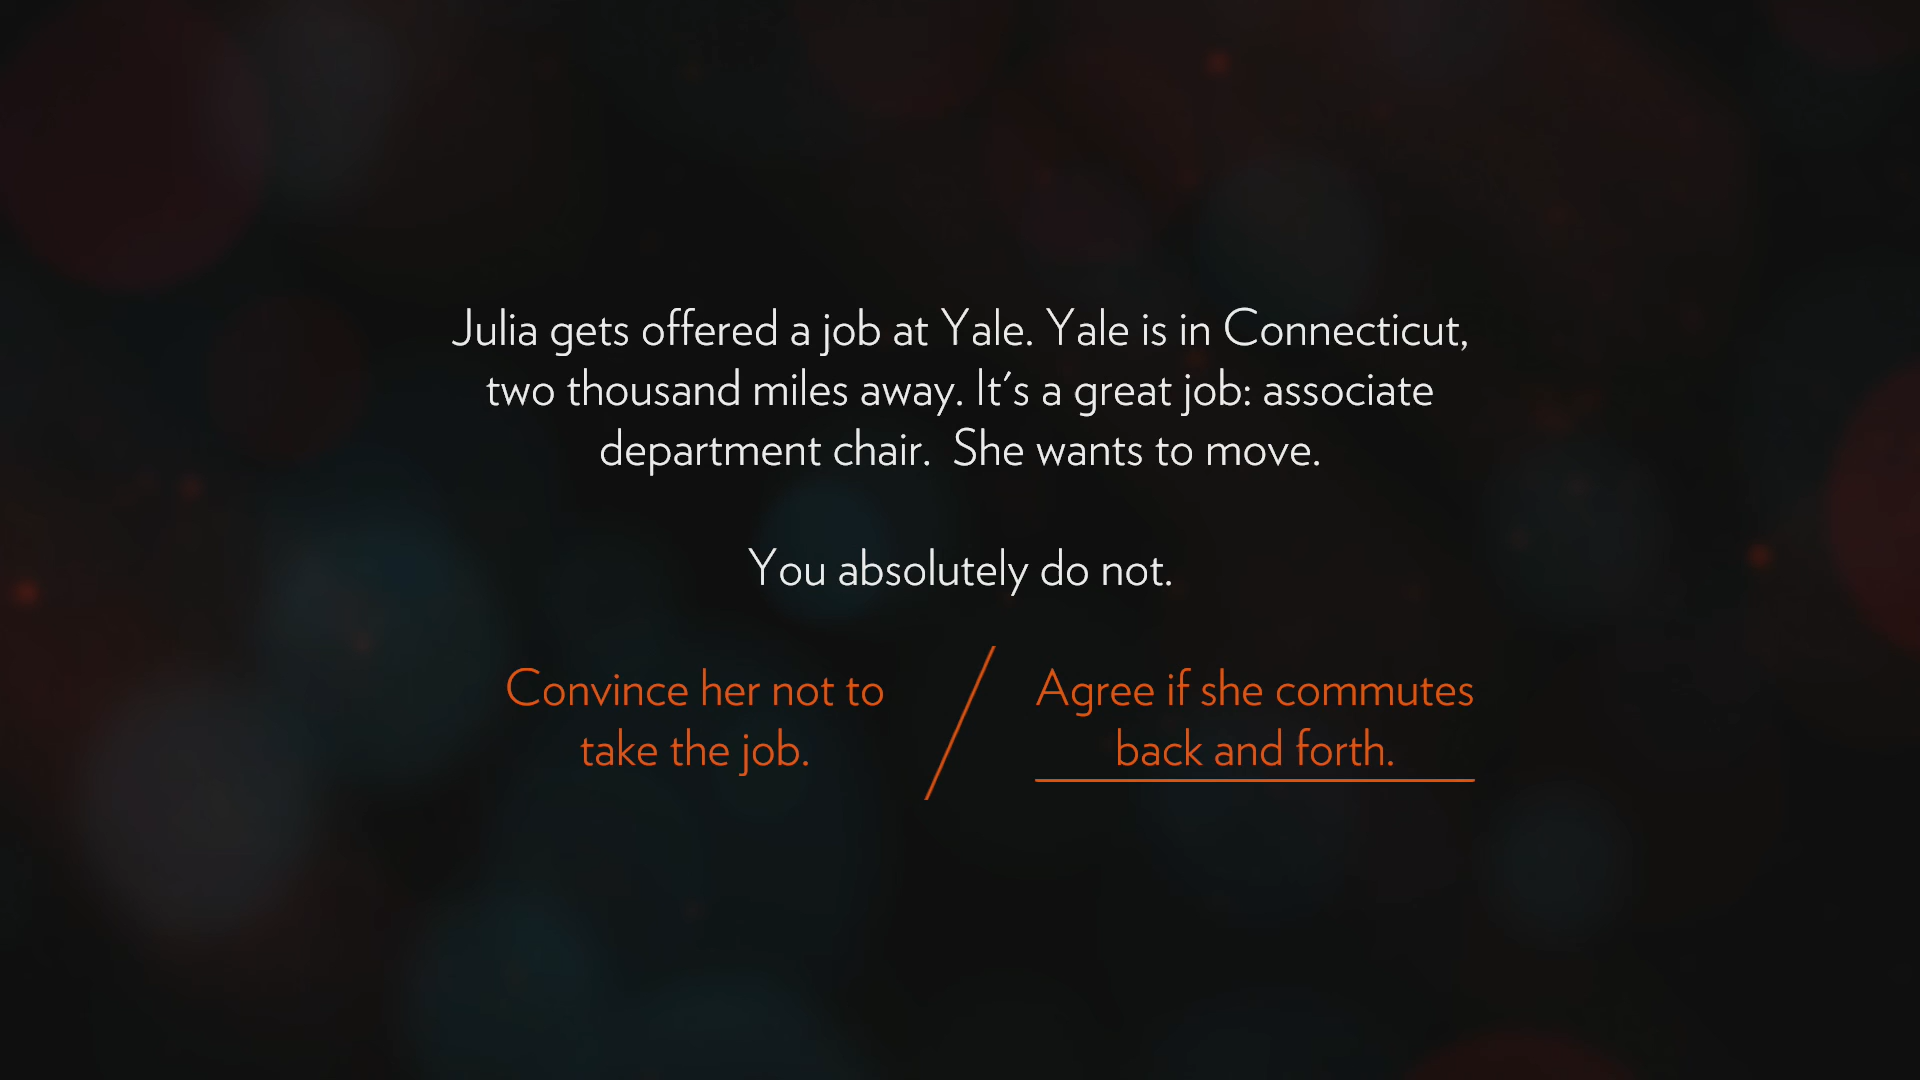 Julia gets offered a job at Yale. Yale is in Connecticut,
two thousand miles away. It's a great job: associate
department chair.  She wants to move.
You absolutely do not.
Convince her not to
take the job.
Agree if she commutes
back and forth.